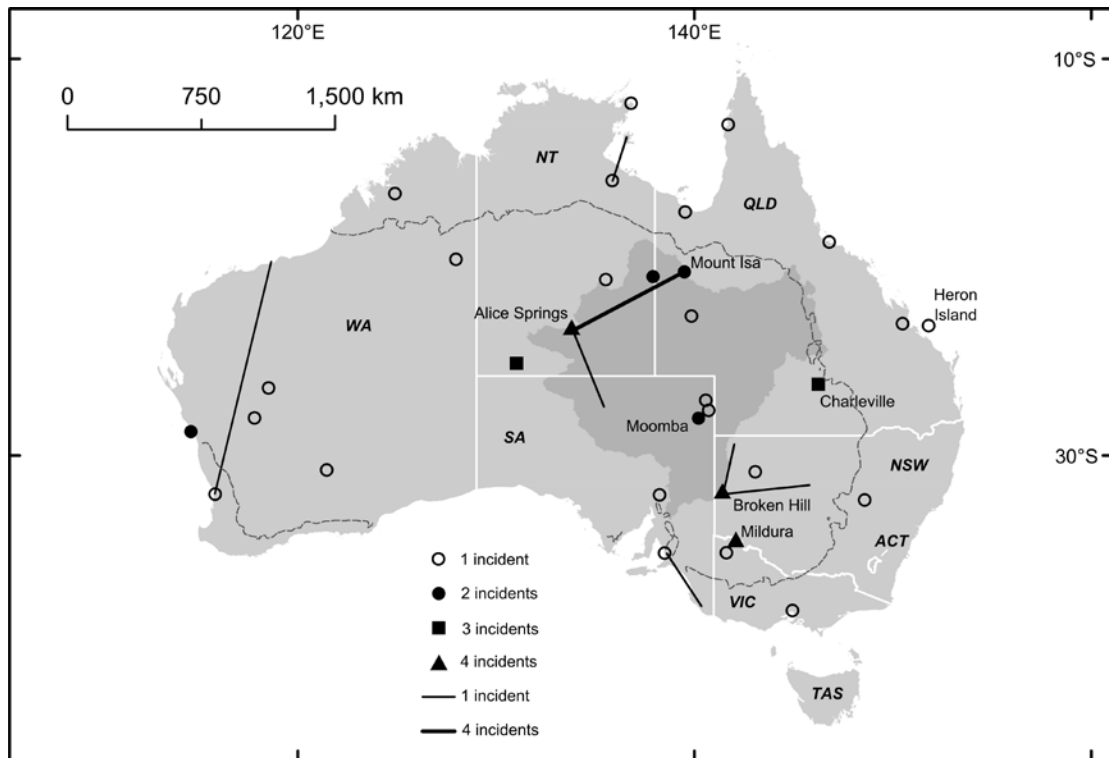 120°E
140°E
10°S
0 750 1,500 km
NT
QLD
Mount Isa
Alice Springs
Heron
Island
WA
Charleville
Moomba
SA
30°S
NSW
Broken Hill
Mildura
ACT
1 incident
2 incidents
VIC
3 incidents
4 incidents
1 incident
TAS
4 incidents